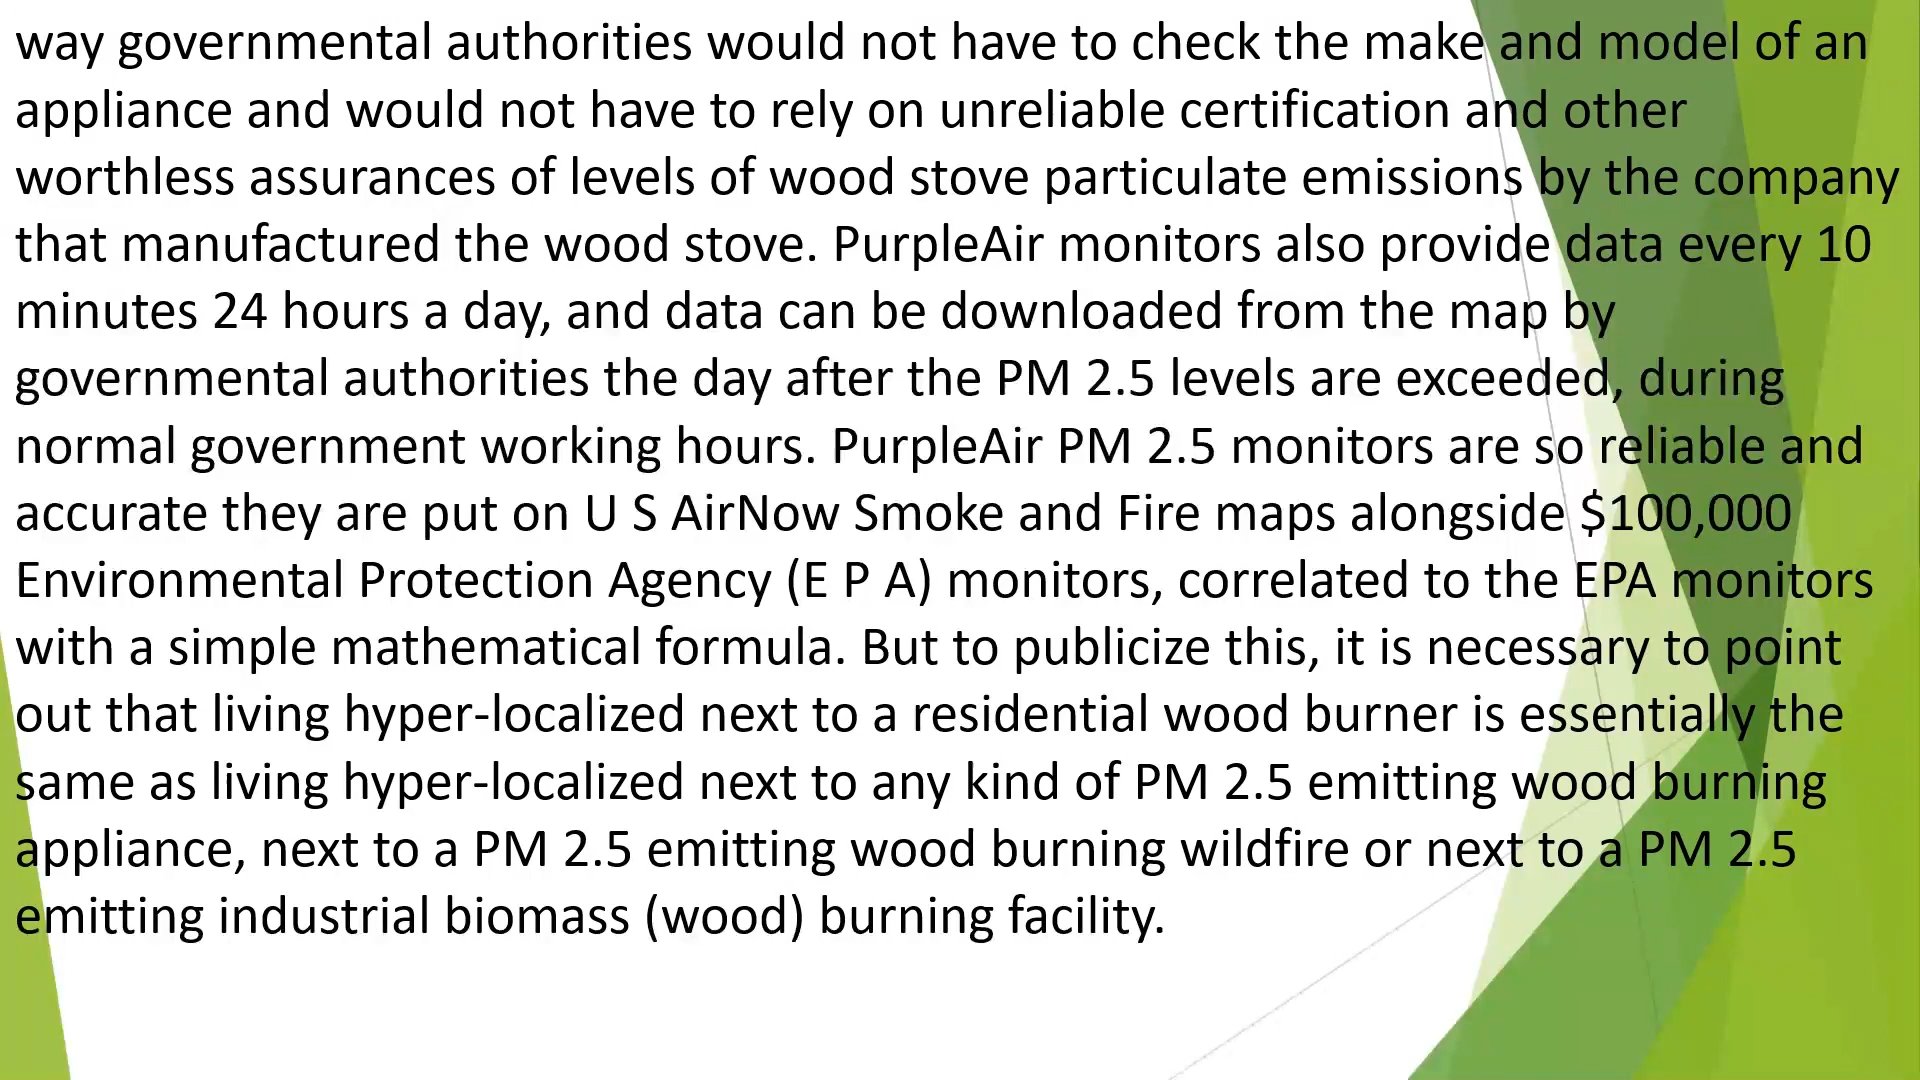 way governmental authorities would not have to check the make and model of an
appliance and would not have to rely on unreliable certification and other
worthless assurances of levels of wood stove particulate emissions by the company
that manufactured the wood stove. PurpleAir monitors also provide data every 10
minutes 24 hours a day, and data can be downloaded from the map by
governmental authorities the day after the PM 2.5 levels are exceeded, during
normal government working hours. PurpleAir PM 2.5 monitors are so reliable and
accurate they are put on U S AirNow Smoke and Fire maps alongside $100,000
Environmental Protection Agency (E P A) monitors, correlated to the EPA monitors
with a simple mathematical formula. But to publicize this, it is necessary to point
out that living hyper-localized next to a residential wood burner is essentially the
same as living hyper-localized next to any kind of PM 2.5 emitting wood burning
appliance, next to a PM 2.5 emitting wood burning wildfire or next to a PM 2.5
emitting industrial biomass (wood) burning facility.